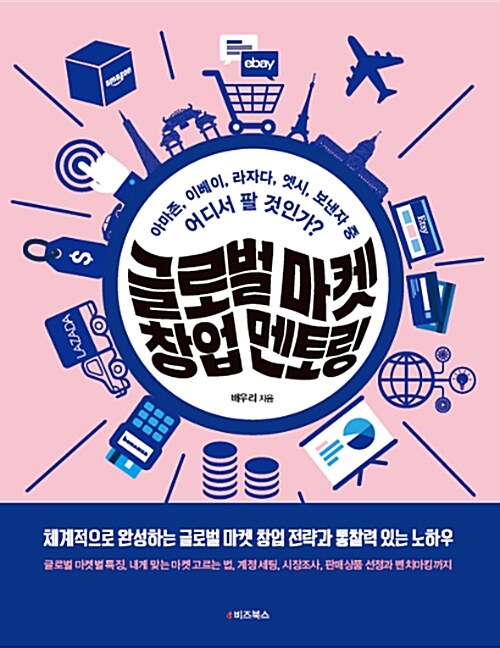 amazon
ebay
아마존, 이베이, 라자다, 엣시, 보낸자 중
어디서 팔 것인가?
$
Etsy
LAZADA
글로벌 마켓
창업 멘토링
배우리 지음
bonanza
체계적으로 완성하는 글로벌 마켓 창업 전략과 통찰력 있는 노하우
글로벌 마켓별 특징, 내게 맞는 마켓 고르는 법, 계정 세팅, 시장조사, 판매 상품 선정과 벤치마킹까지
e비즈북스